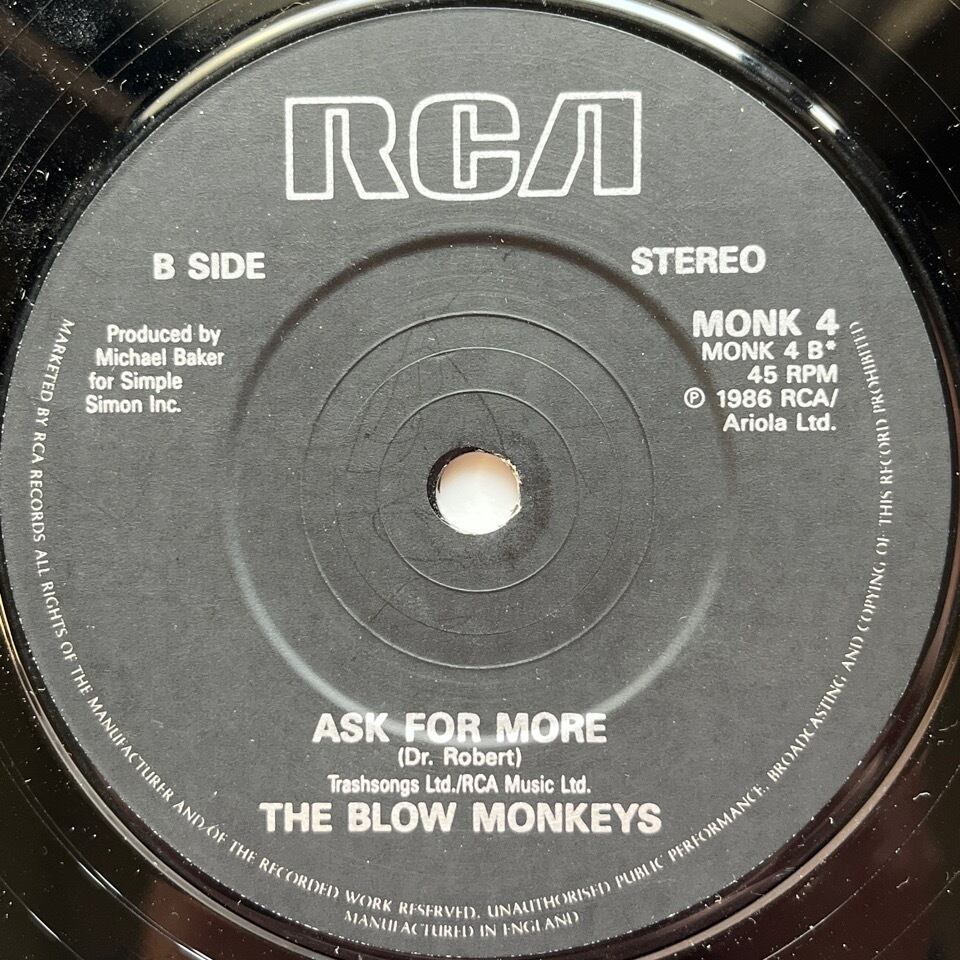 RCA
B SIDE
STEREO
Produced by
Michael Baker
for Simple
Simon Inc.
MONK 4
MONK 4 B*
45 RPM
℗ 1986 RCA/
Ariola Ltd.
ASK FOR MORE
(Dr. Robert)
Trashsongs Ltd./RCA Music Ltd.
THE BLOW MONKEYS
MARKETED BY RCA RECORDS ALL RIGHTS OF THE MANUFACTURER AND/OF THE RECORDED WORK RESERVED. UNAUTHORISED PUBLIC PERFORMANCE, BROADCASTING AND COPYING OF THIS RECORD PROHIBITED
MANUFACTURED IN ENGLAND